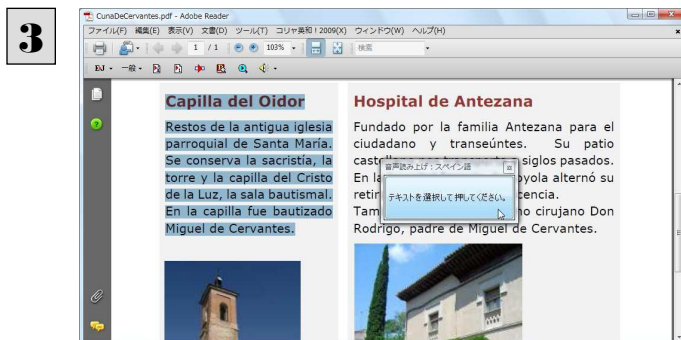 3
CunaDeCervantes.pdf - Adobe Reader
ファイル(F) 編集(E) 表示(V) 文書(D) ツール(T) コリャ英和!2009(X) ウィンドウ(W) ヘルプ(H)
1 / 1 103% 検索
EJ 一般
Capilla del Oidor
Restos de la antigua iglesia
parroquial de Santa María.
Se conserva la sacristía, la
torre y la capilla del Cristo
de la Luz, la sala bautismal.
En la capilla fue bautizado
Miguel de Cervantes.
Hospital de Antezana
Fundado por la familia Antezana para el
ciudadano y transeúntes. Su patio
siglos pasados.
En la
alternó su
Rodrigo, padre de Miguel de Cervantes.
cirujano Don
音声読み上げ:スペイン語
テキストを選択して押してください。